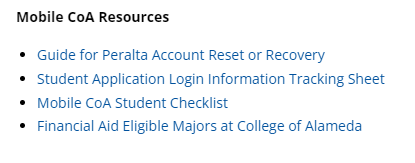 Mobile CoA Resources
Guide for Peralta Account Reset or Recovery
Student Application Login Information Tracking Sheet
Mobile CoA Student Checklist
Financial Aid Eligible Majors at College of Alameda